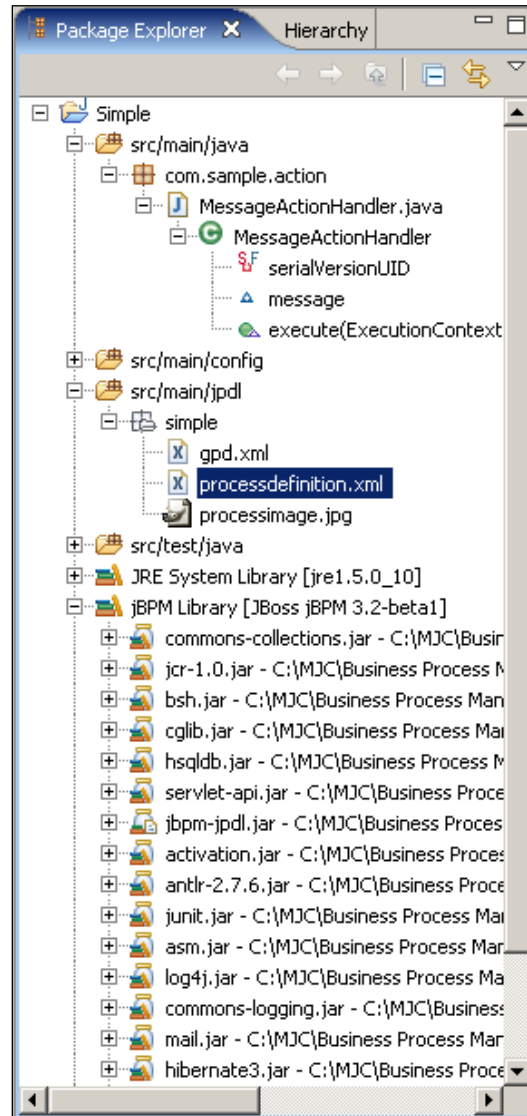 Package Explorer Hierarchy
Simple
src/main/java
com.sample.action
MessageActionHandler.java
MessageActionHandler
serialVersionUID
message
execute(ExecutionContext
src/main/config
src/main/jpdl
simple
gpd.xml
processdefinition.xml
processimage.jpg
src/test/java
JRE System Library [jre1.5.0_10]
jBPM Library [JBoss jBPM 3.2-beta1]
commons-collections.jar - C:\MJC\Busin
jcr-1.0.jar - C:\MJC\Business Process M
bsh.jar - C:\MJC\Business Process Man
cglib.jar - C:\MJC\Business Process Mar
hsqldb.jar - C:\MJC\Business Process M
servlet-api.jar - C:\MJC\Business Proce
jbpm-jpdl.jar - C:\MJC\Business Proces
activation.jar - C:\MJC\Business Proces
antlr-2.7.6.jar - C:\MJC\Business Proce
junit.jar - C:\MJC\Business Process Mar
asm.jar - C:\MJC\Business Process Mar
log4j.jar - C:\MJC\Business Process Ma
commons-logging.jar - C:\MJC\Business
mail.jar - C:\MJC\Business Process Mar
hibernate3.jar - C:\MJC\Business Proce